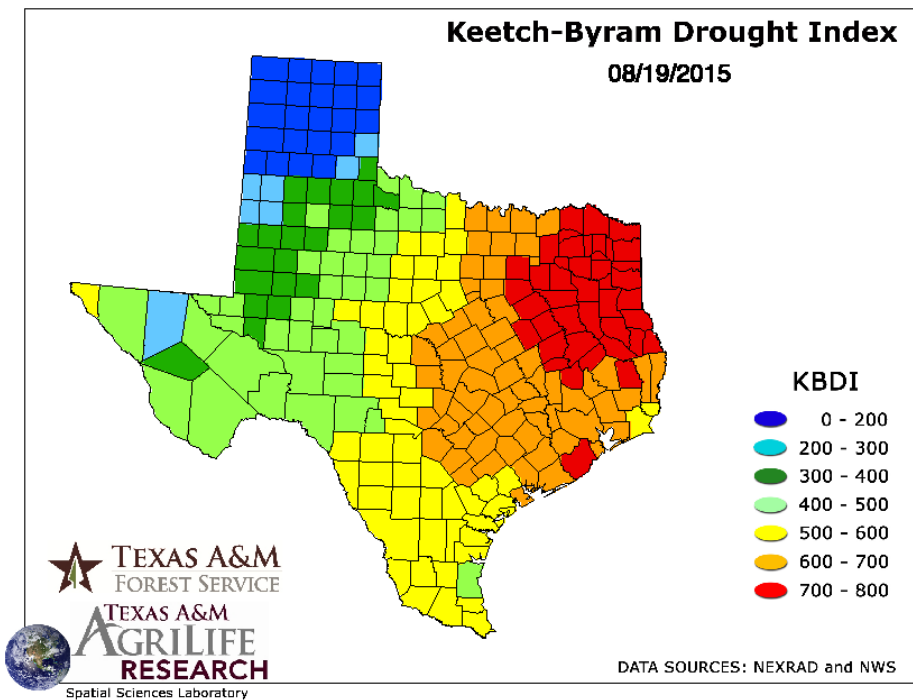 Keetch-Byram Drought Index
08/19/2015
KBDI
0 - 200
200 - 300
300 - 400
400 - 500
500 - 600
600 - 700
700 - 800
TEXAS A&M
FOREST SERVICE
TEXAS A&M
AGRILIFE
RESEARCH
Spatial Sciences Laboratory
DATA SOURCES: NEXRAD and NWS